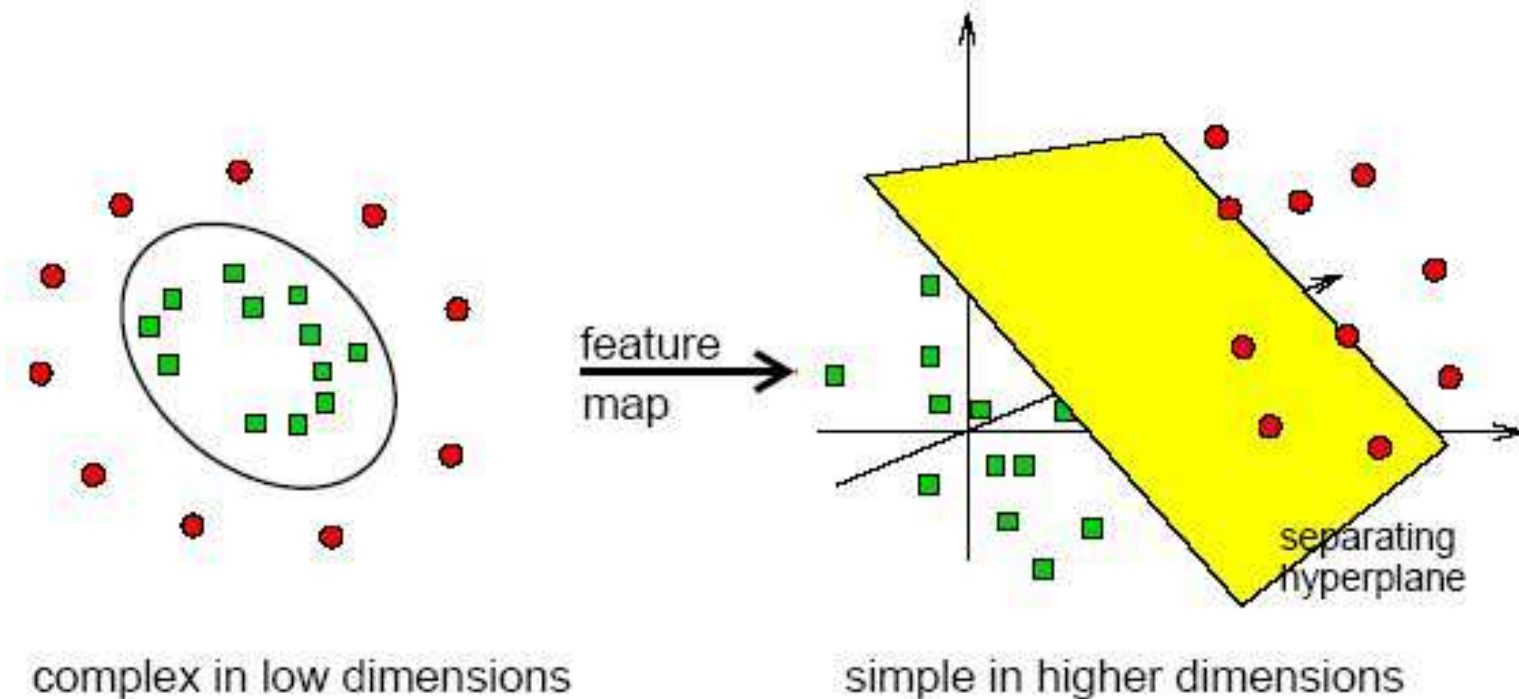 feature
map
separating
hyperplane
complex in low dimensions
simple in higher dimensions